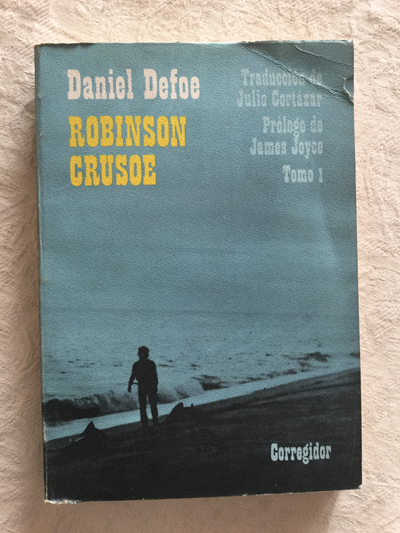 Daniel Defoe
ROBINSON
CRUSOE
Traducción de
Julio Cortázar
Prólogo de
James Joyce
Tomo 1
Corregidor